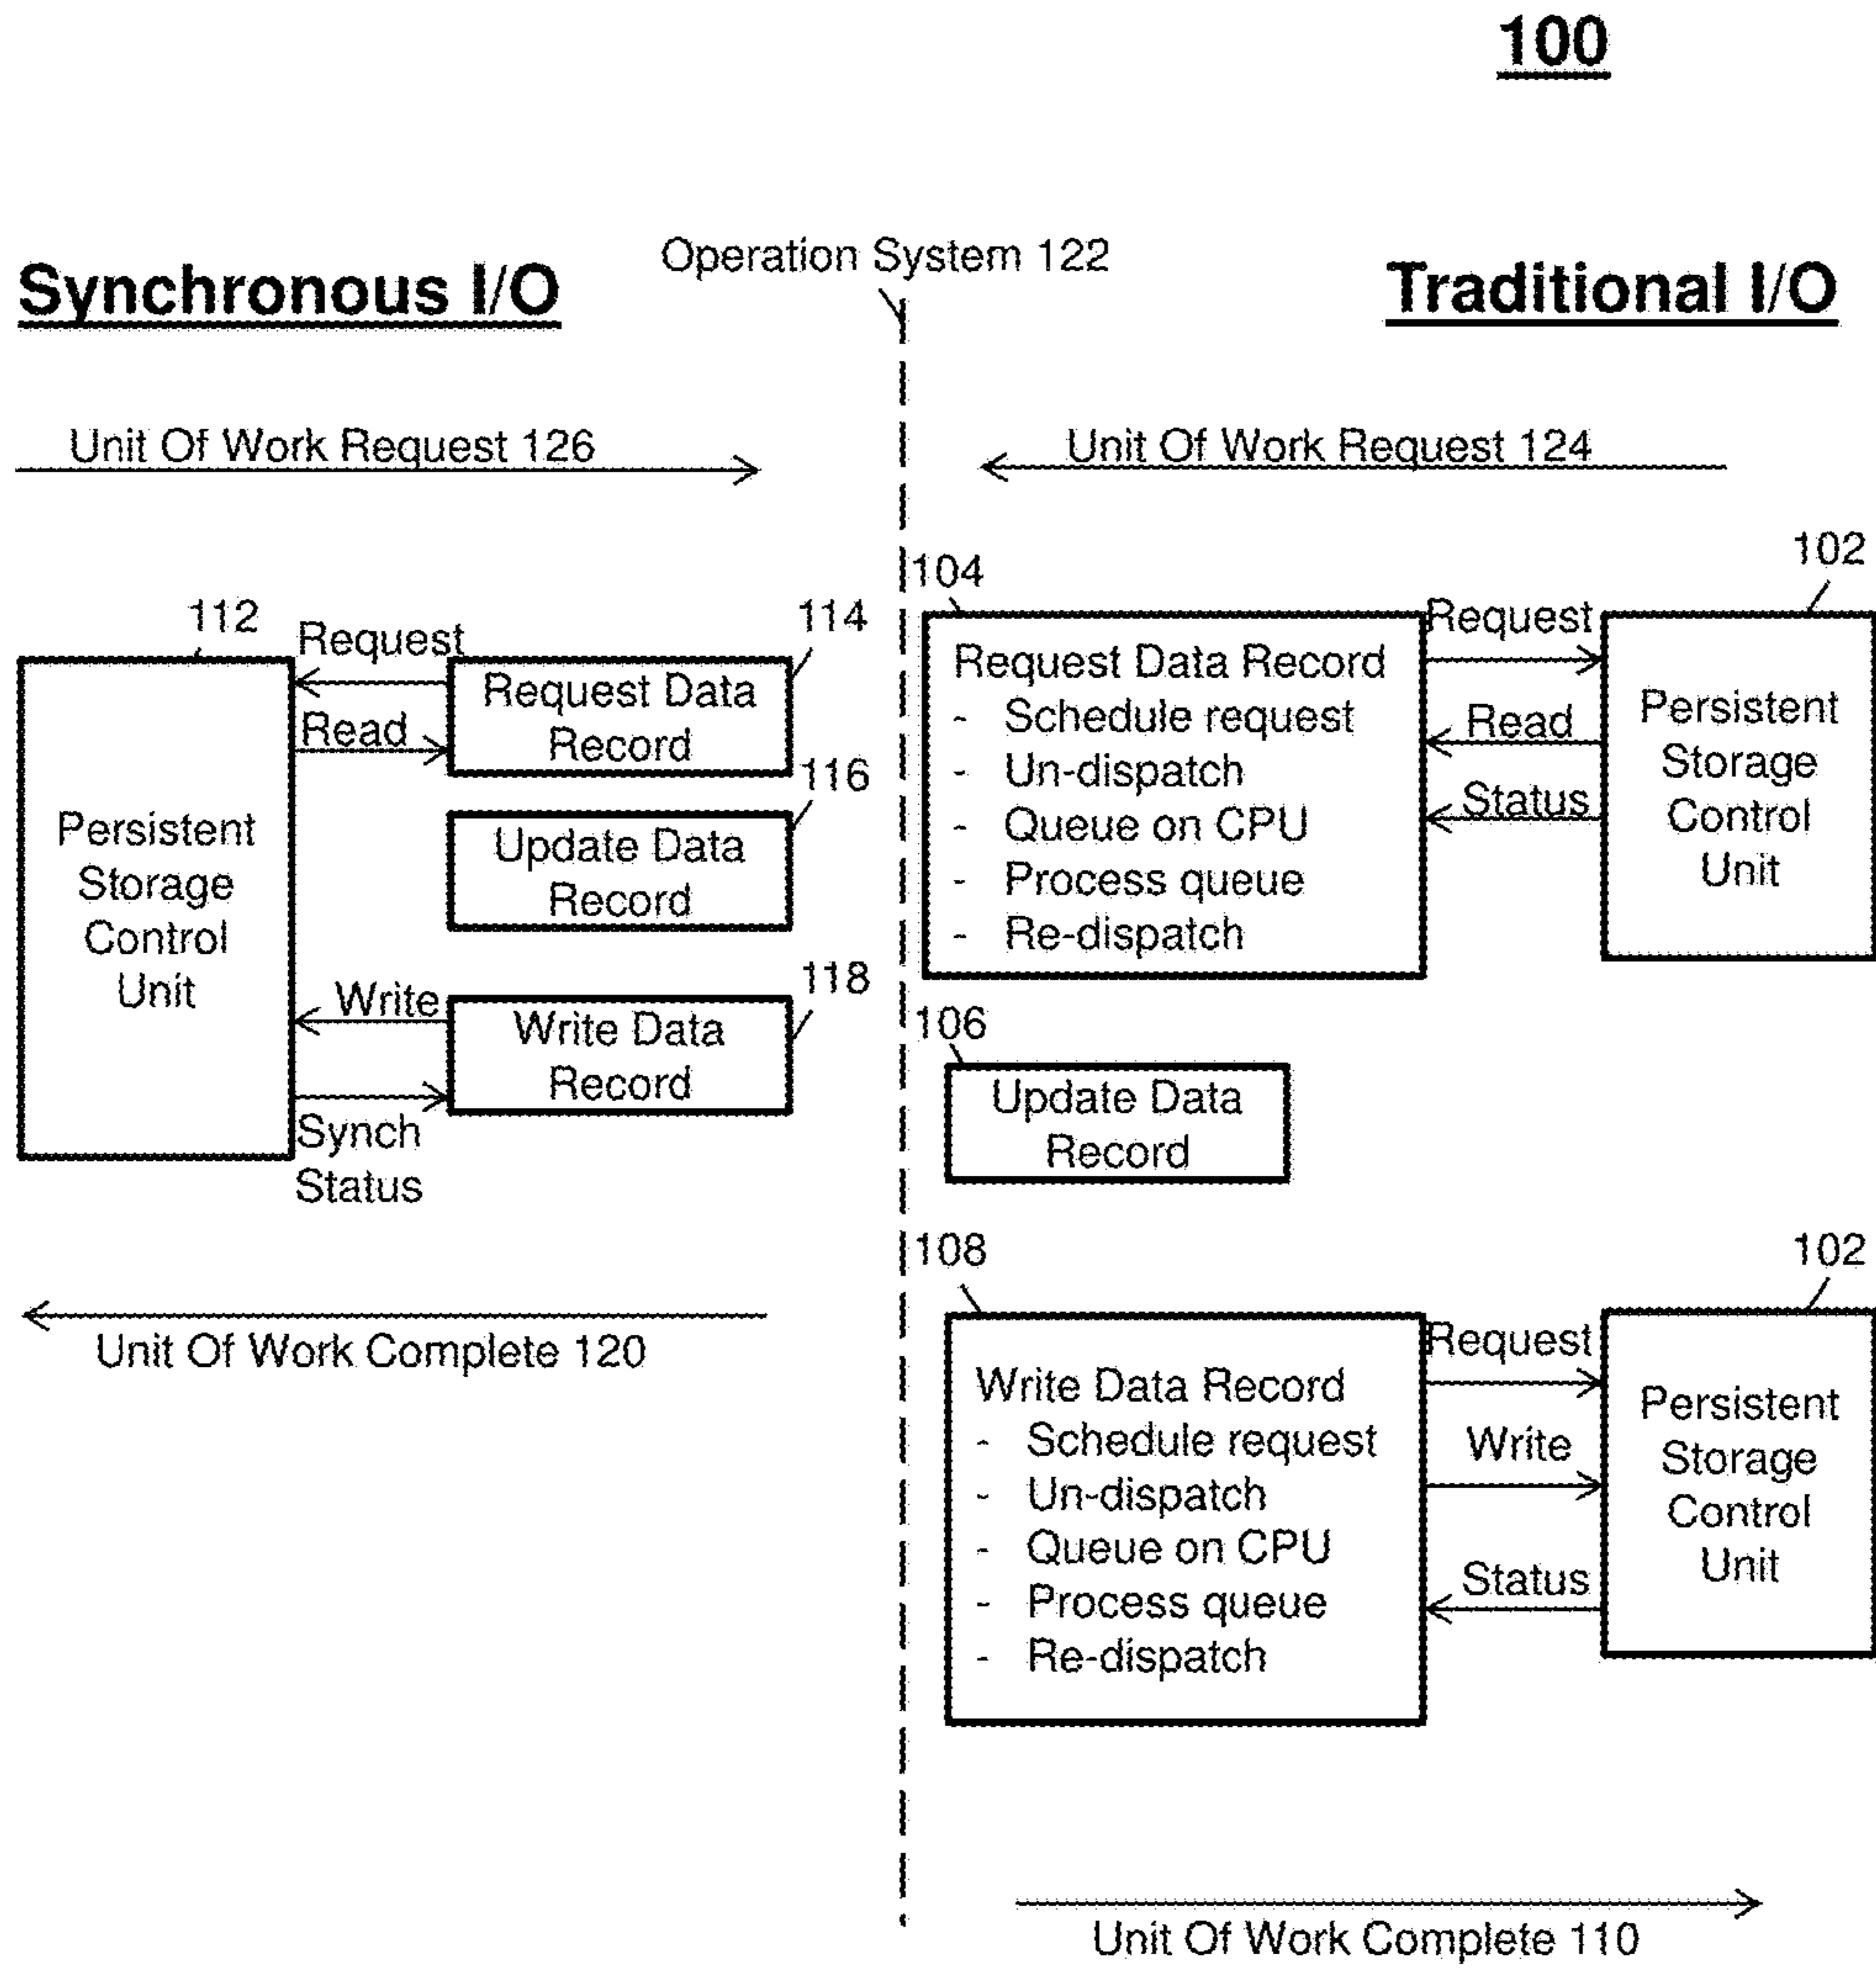 100
Operation System 122
Synchronous I/O
Traditional I/O
Unit Of Work Request 126
Unit Of Work Request 124
112
Request
Read
114
Request Data
Record
116
Update Data
Record
Persistent
Storage
Control
Unit
118
Write
Write Data
Record
Synch
Status
Unit Of Work Complete 120
104
Request Data Record
- Schedule request
- Un-dispatch
- Queue on CPU
- Process queue
- Re-dispatch
Request
Read
Status
102
Persistent
Storage
Control
Unit
106
Update Data
Record
108
Write Data Record
- Schedule request
- Un-dispatch
- Queue on CPU
- Process queue
- Re-dispatch
Request
Write
Status
102
Persistent
Storage
Control
Unit
Unit Of Work Complete 110